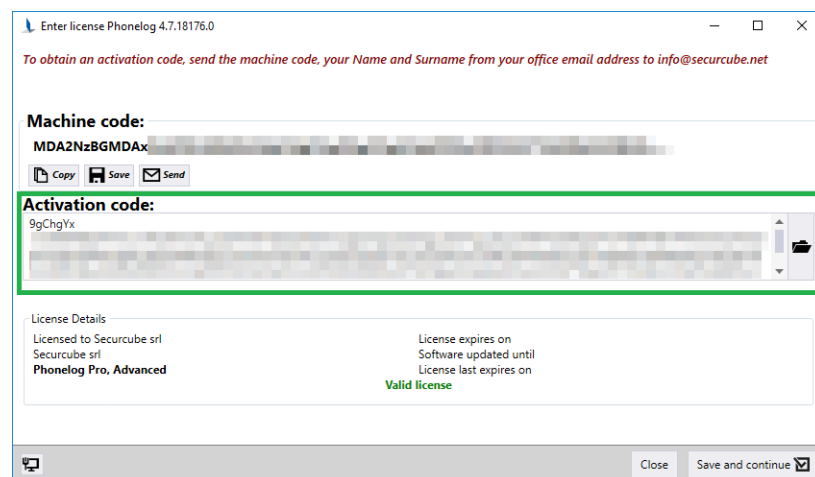 Enter license Phonelog 4.7.18176.0
To obtain an activation code, send the machine code, your Name and Surname from your office email address to info@securcube.net
Machine code:
MDA2NzBGMDAx
Copy Save Send
Activation code:
9gChgYx
License Details
Licensed to Securcube srl
Securcube srl
Phonelog Pro, Advanced
License expires on
Software updated until
License last expires on
Valid license
Close Save and continue